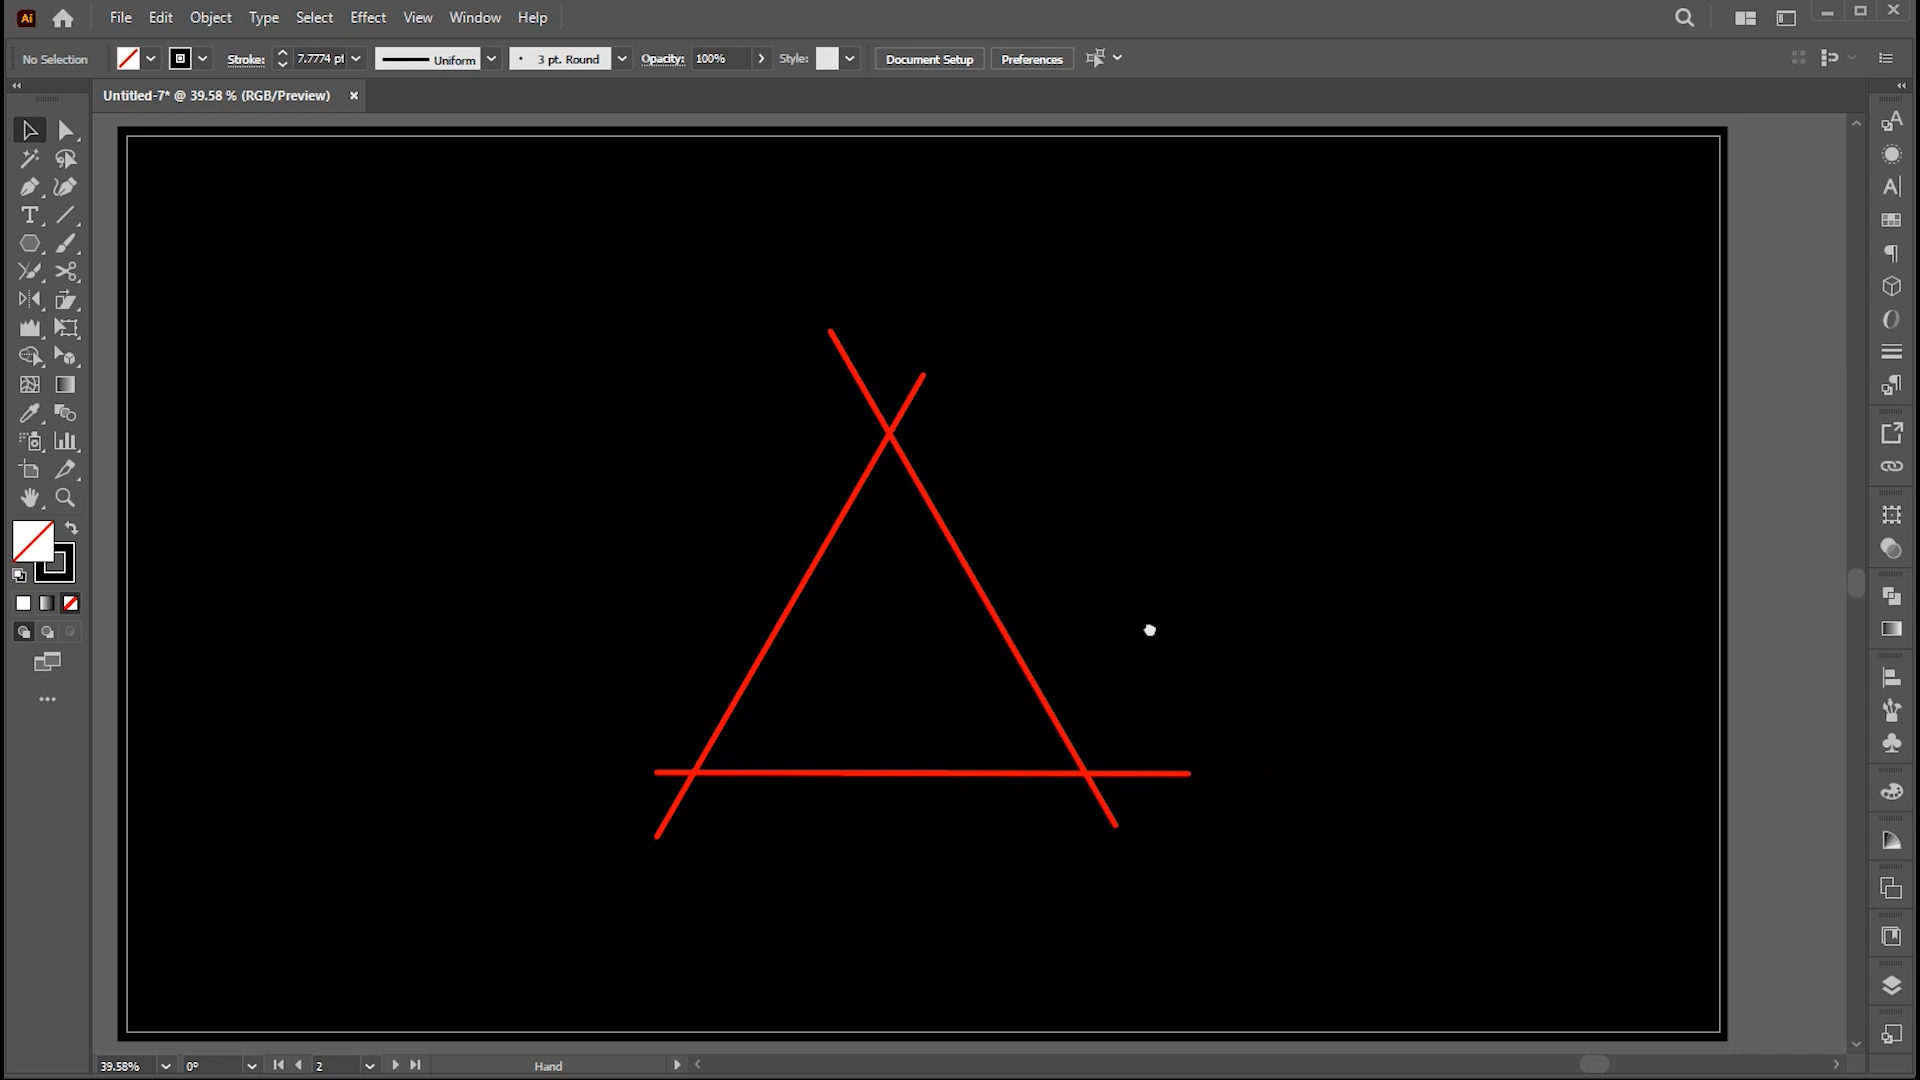 Ai File Edit Object Type Select Effect View Window Help
No Selection Stroke: 7.7774 pt Uniform 3 pt. Round Opacity: 100% Style: Document Setup Preferences
Untitled-7* @ 39.58 % (RGB/Preview)
39.58% 0° 2 Hand